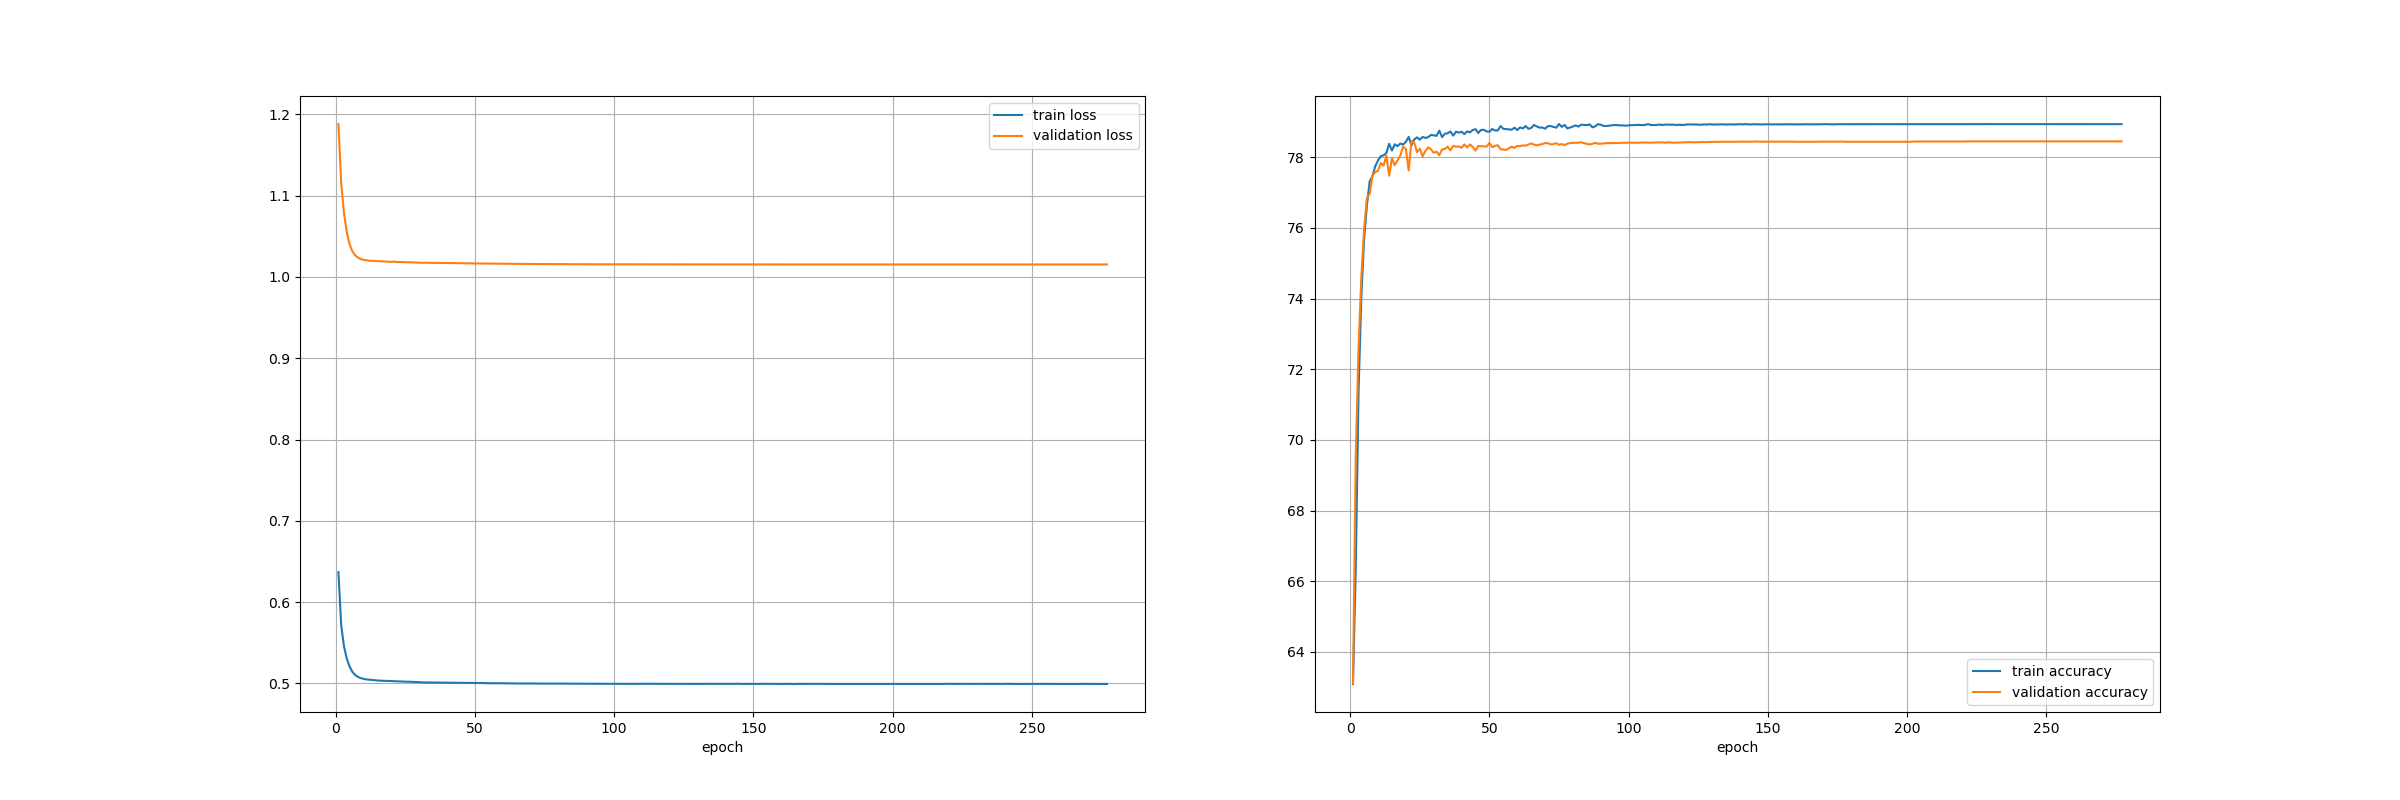 1.2
1.1
1.0
0.9
0.8
0.7
0.6
0.5
0 50 100 150 200 250
epoch
train loss
validation loss
78
76
74
72
70
68
66
64
0 50 100 150 200 250
epoch
train accuracy
validation accuracy